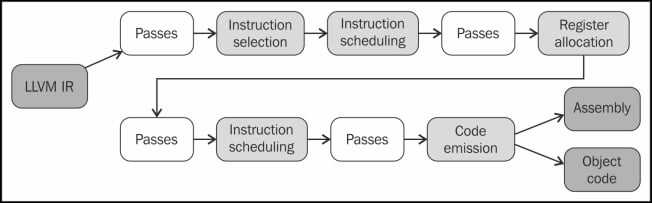 LLVM IR
Passes
Instruction
selection
Instruction
scheduling
Passes
Register
allocation
Passes
Instruction
scheduling
Passes
Code
emission
Assembly
Object
code